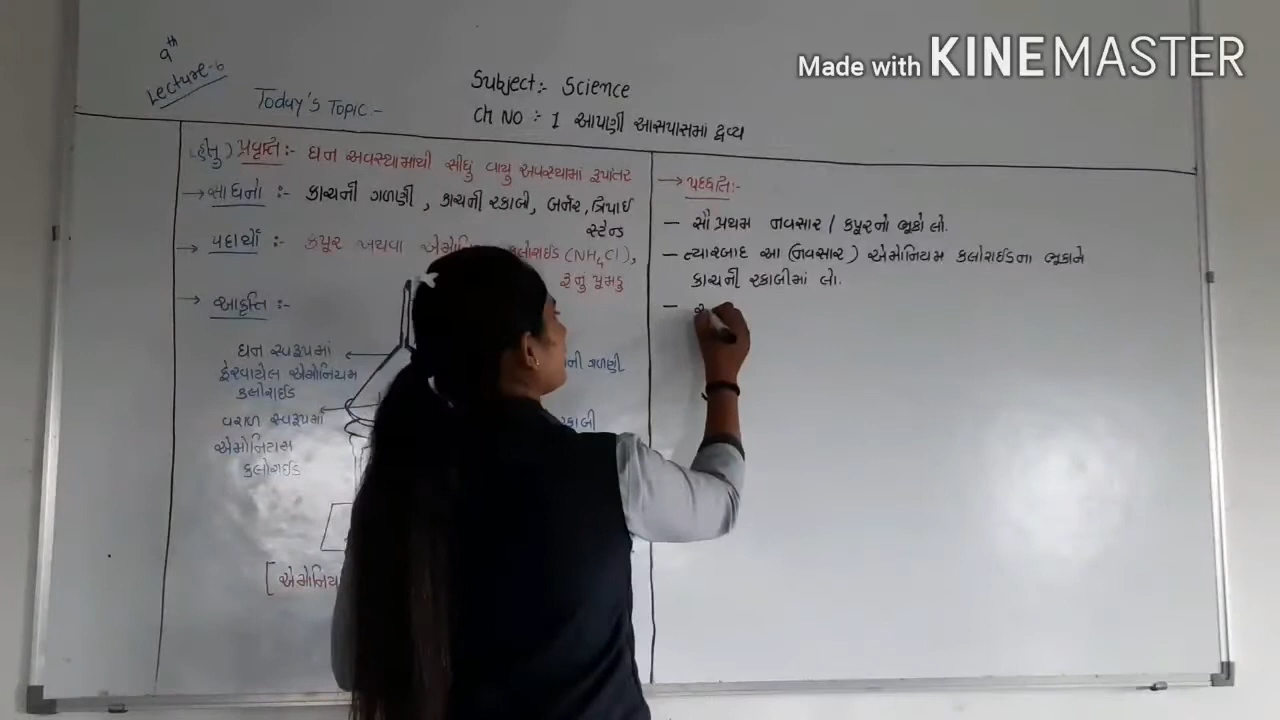 9th
Lecture-6
Made with KINEMASTER
Today's Topic -
Subject:- Science
Ch NO :- 1 આપણી આસપાસમાં દ્રવ્ય
(હેતુ) પ્રવૃત્તિ :- ઘન અવસ્થામાંથી સીધું વાયુ અવસ્થામાં રૂપાંતર
→ સાધનો :- કાચની ગળણી, કાચની રકાબી, બર્નર, ત્રિપાઈ
સ્ટેન્ડ
→ પદાર્થો :- કપૂર અથવા ક્લોરાઈડ (NH4Cl),
રૂનું પૂમડુ
→ આકૃતિ :-
ઘન સ્વરૂપમાં
ફેરવાયેલ એમોનિયમ
ક્લોરાઈડ
વરાળ સ્વરૂપમાં
એમોનિયમ
ક્લોરાઈડ
ની ગળણી
રકાબી
[એમોનિય
→ પદ્ધતિ:-
- સૌ પ્રથમ નવસાર / કપૂરનો ભૂકો લો.
- ત્યારબાદ આ (નવસાર) એમોનિયમ ક્લોરાઈડના ભૂકાને
કાચની રકાબીમાં લો.
-